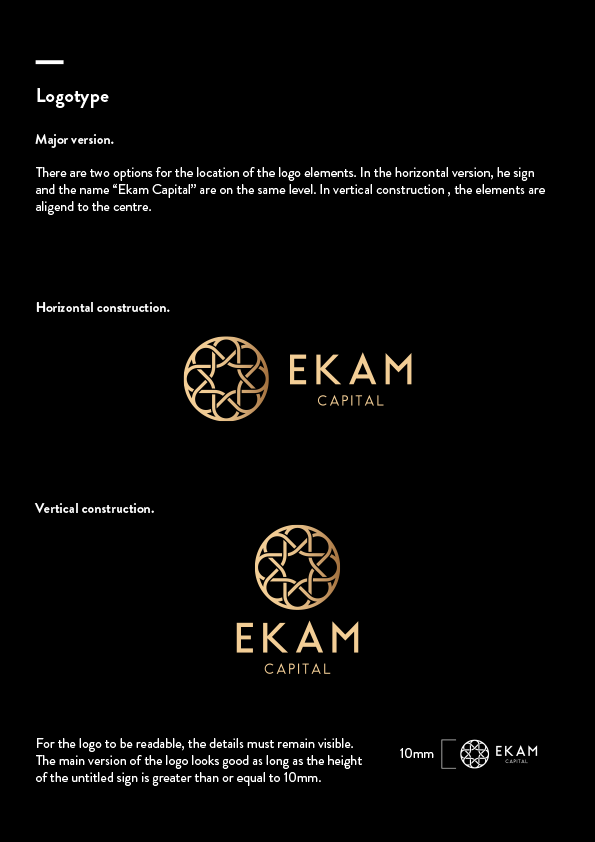 Logotype
Major version.
There are two options for the location of the logo elements. In the horizontal version, he sign
and the name “Ekam Capital” are on the same level. In vertical construction , the elements are
aligend to the centre.
Horizontal construction.
EKAM
CAPITAL
Vertical construction.
EKAM
CAPITAL
For the logo to be readable, the details must remain visible.
The main version of the logo looks good as long as the height
of the untitled sign is greater than or equal to 10mm.
10mm
EKAM
CAPITAL